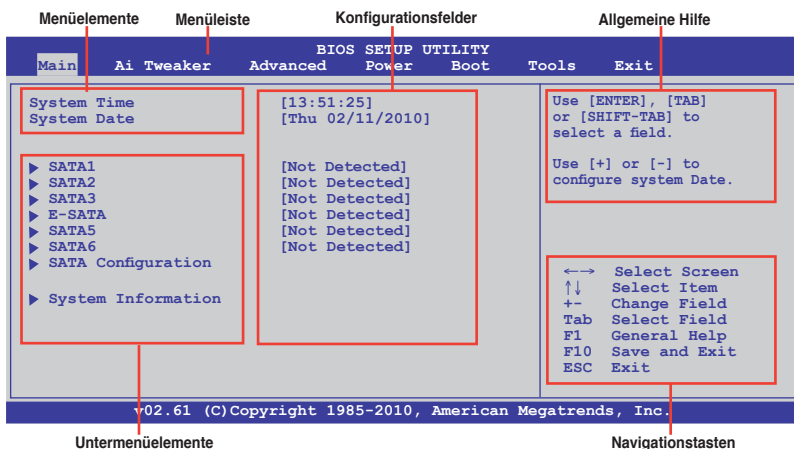 Menüelemente Menüleiste Konfigurationsfelder Allgemeine Hilfe
BIOS SETUP UTILITY
Main Ai Tweaker Advanced Power Boot Tools Exit
System Time [13:51:25]
System Date [Thu 02/11/2010]
Use [ENTER], [TAB]
or [SHIFT-TAB] to
select a field.
Use [+] or [-] to
configure system Date.
▶ SATA1 [Not Detected]
▶ SATA2 [Not Detected]
▶ SATA3 [Not Detected]
▶ E-SATA [Not Detected]
▶ SATA5 [Not Detected]
▶ SATA6 [Not Detected]
▶ SATA Configuration
▶ System Information
←→ Select Screen
↑↓ Select Item
+- Change Field
Tab Select Field
F1 General Help
F10 Save and Exit
ESC Exit
v02.61 (C)Copyright 1985-2010, American Megatrends, Inc.
Untermenüelemente Navigationstasten